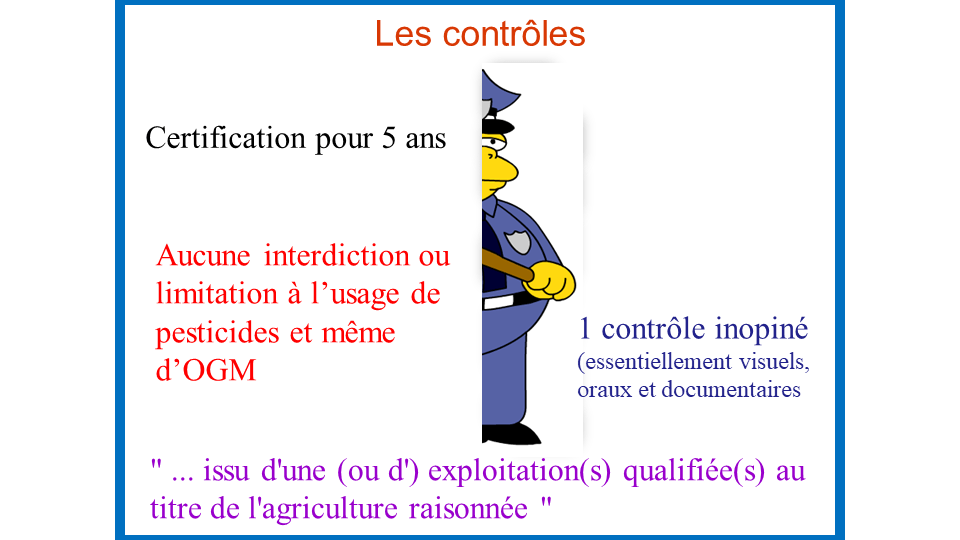 Les contrôles
Certification pour 5 ans
Aucune interdiction ou
limitation à l’usage de
pesticides et même
d’OGM
1 contrôle inopiné
(essentiellement visuels,
oraux et documentaires
" ... issu d'une (ou d') exploitation(s) qualifiée(s) au
titre de l'agriculture raisonnée "